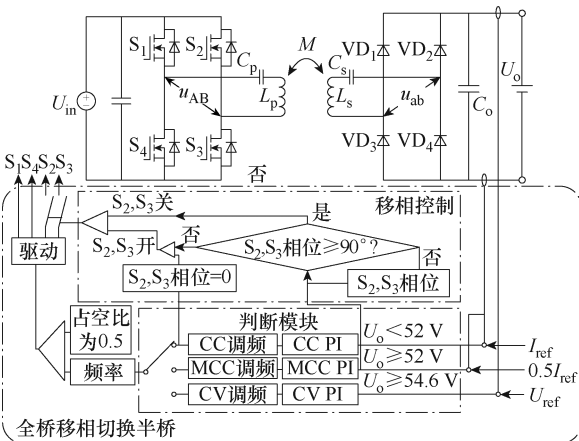 S1 S2 Cp M Cs VD1 VD2
Uin uAB Lp Ls uab Co Uo
S4 S3 VD3 VD4
S1S4S2S3 否
S2,S3关 是 移相控制
S2,S3开 否 S2,S3相位≥90°? 否
驱动
S2,S3相位=0 S2,S3相位
判断模块
占空比为0.5
CC调频 CC PI Uo<52 V Iref
频率 MCC调频 MCC PI Uo≥52 V 0.5Iref
CV调频 CV PI Uo≥54.6 V Uref
全桥移相切换半桥